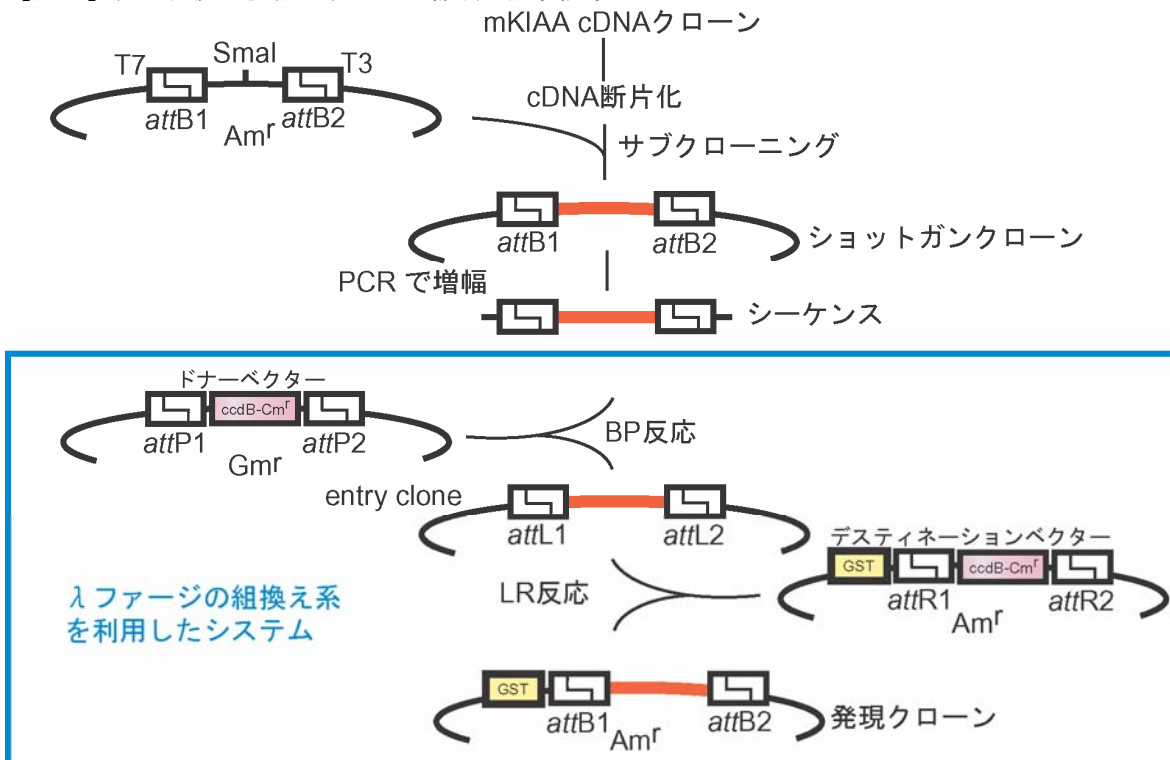 mKIAA cDNAクローン
T7
SmaI
T3
attB1
attB2
Amr
cDNA断片化
サブクローニング
attB1
attB2
ショットガンクローン
PCR で増幅
シーケンス
ドナーベクター
ccdB-Cmr
attP1
attP2
Gmr
BP反応
entry clone
attL1
attL2
デスティネーションベクター
GST
ccdB-Cmr
attR1
attR2
Amr
LR反応
λファージの組換え系
を利用したシステム
GST
attB1
attB2
Amr
発現クローン